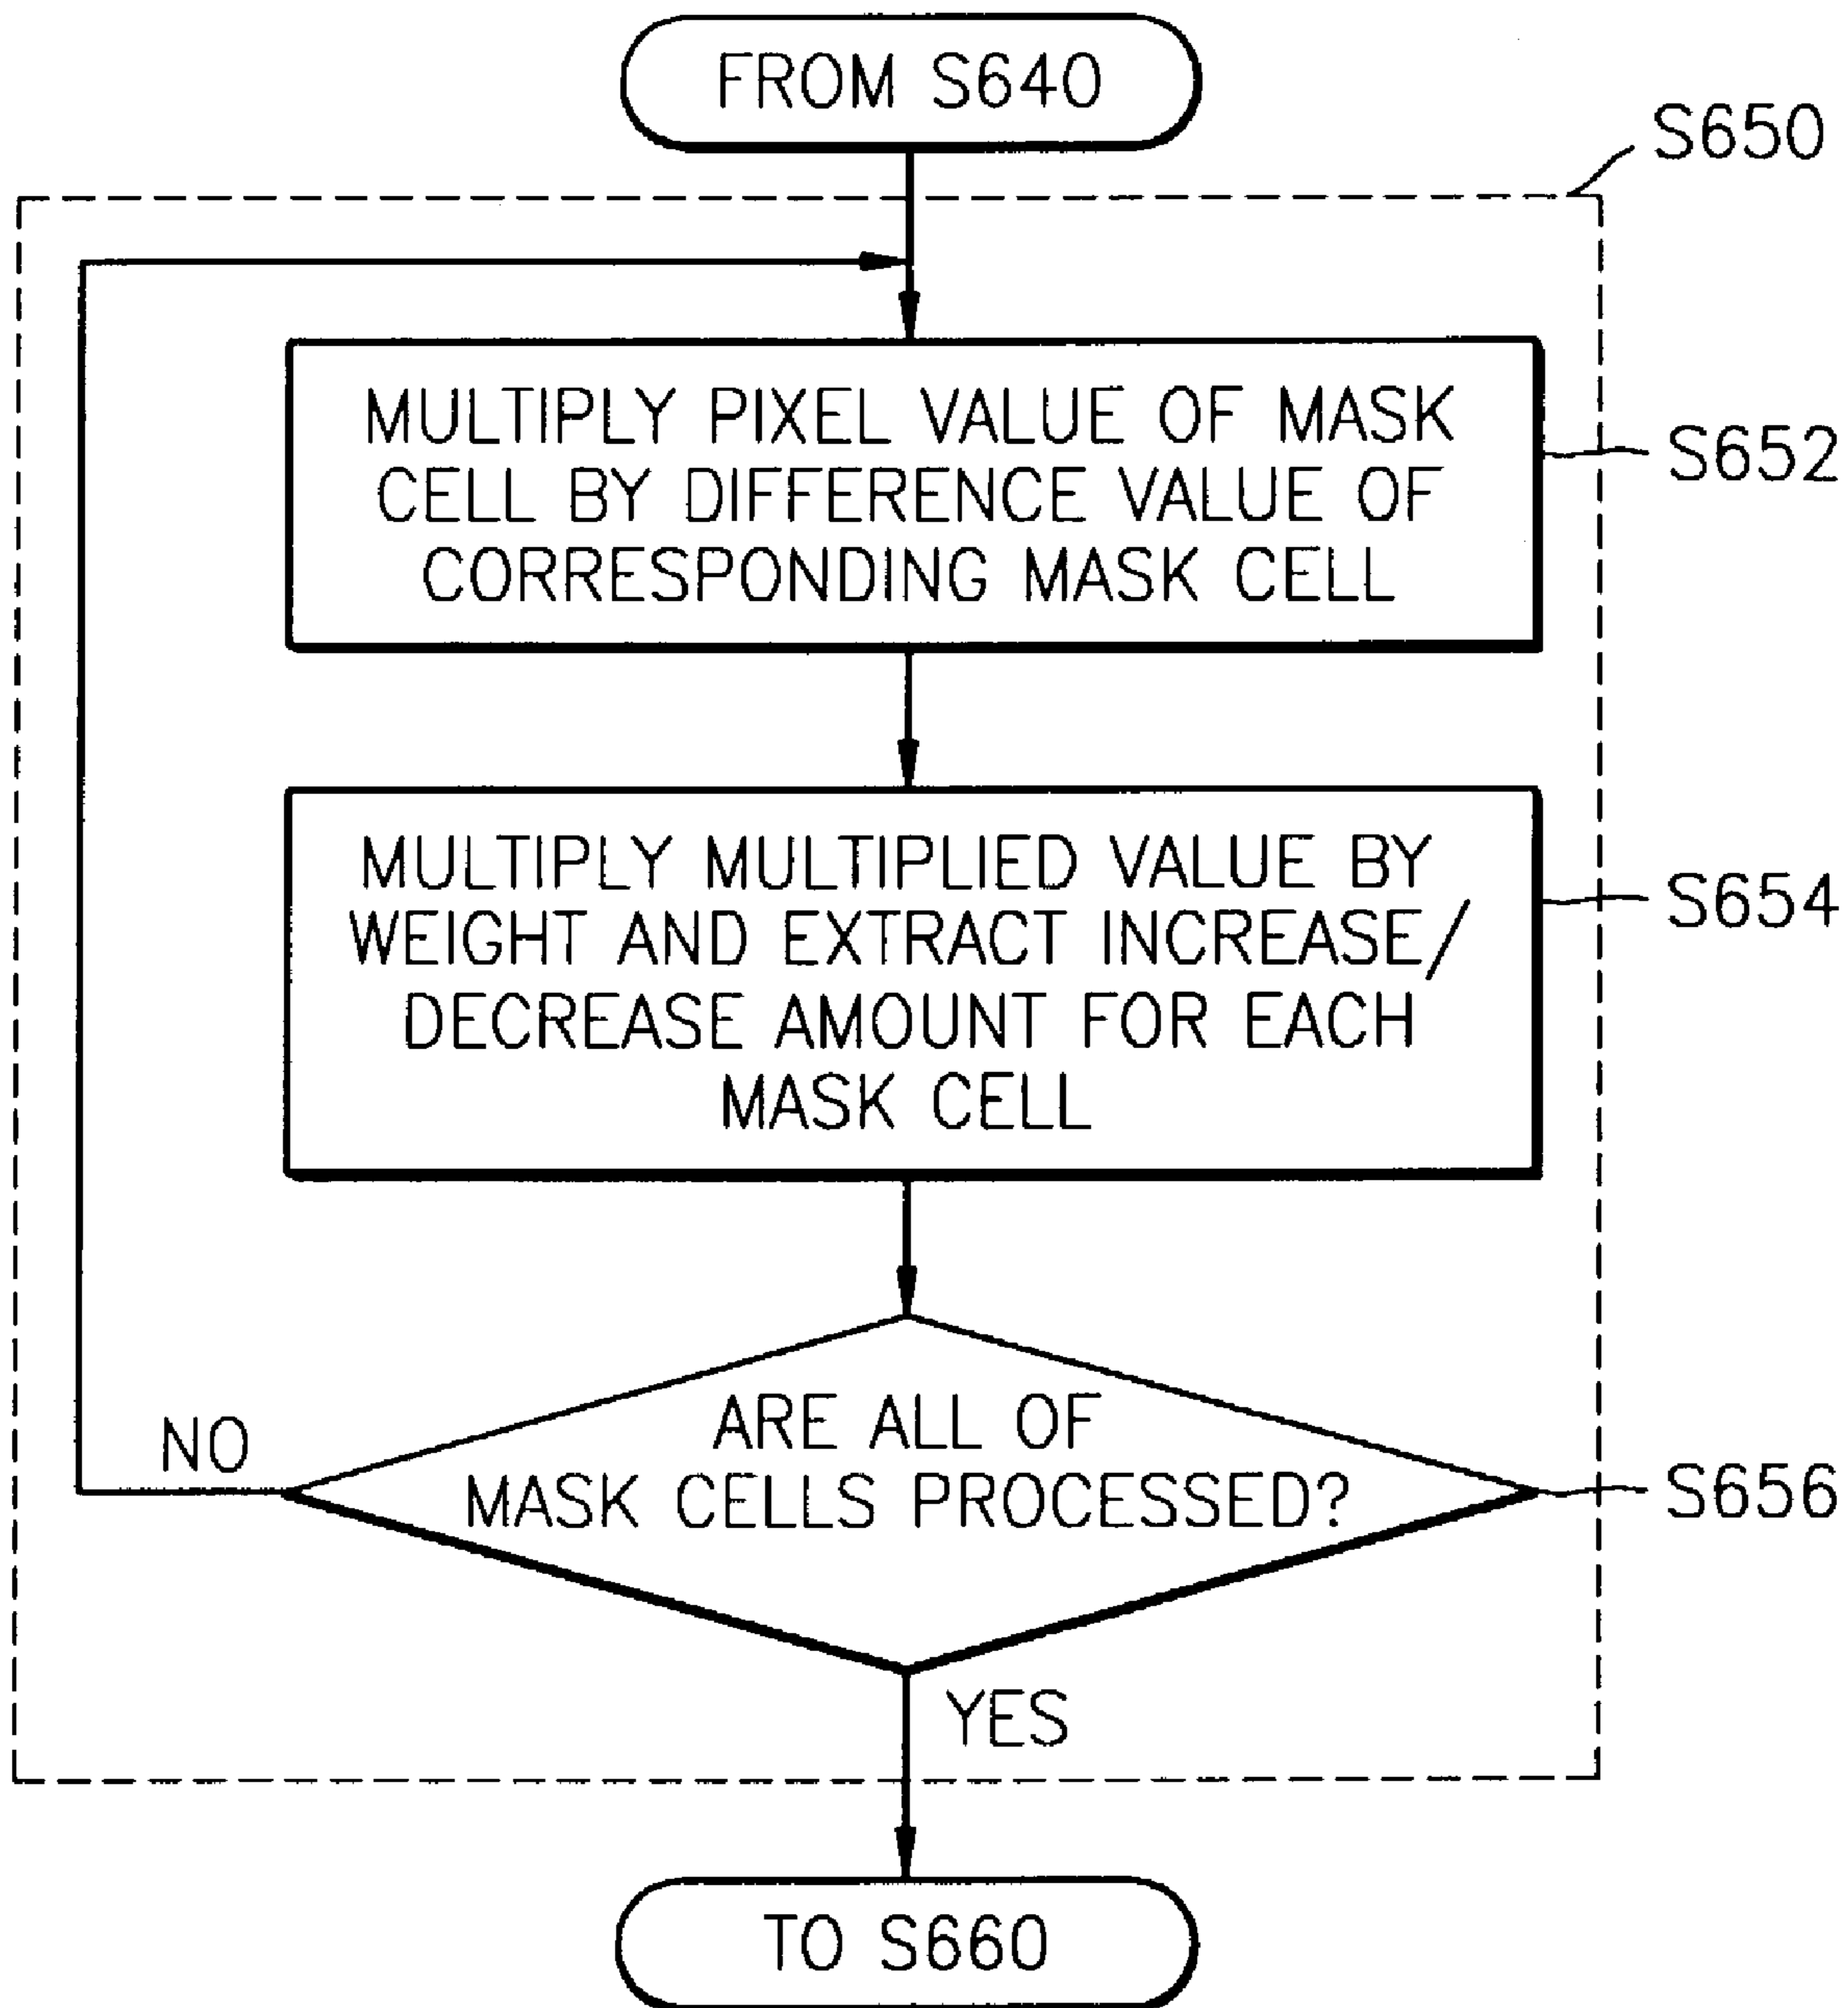 FROM S640
S650
MULTIPLY PIXEL VALUE OF MASK
CELL BY DIFFERENCE VALUE OF
CORRESPONDING MASK CELL
S652
MULTIPLY MULTIPLIED VALUE BY
WEIGHT AND EXTRACT INCREASE/
DECREASE AMOUNT FOR EACH
MASK CELL
S654
ARE ALL OF
MASK CELLS PROCESSED?
NO
S656
YES
TO S660